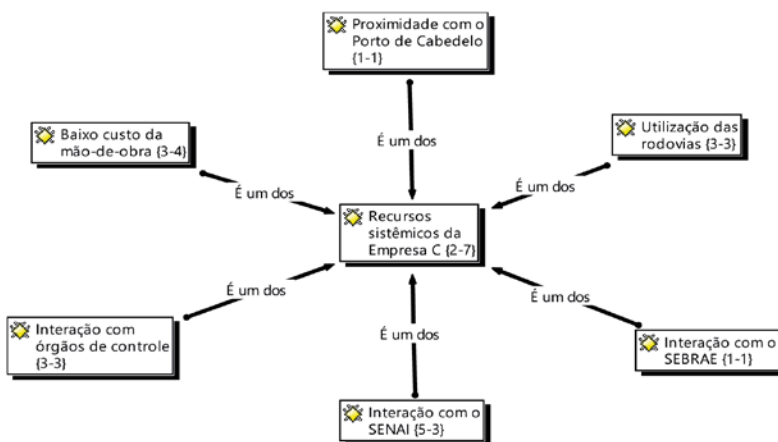 Proximidade com o
Porto de Cabedelo
{1-1}
Baixo custo da
mão-de-obra {3-4}
É um dos
Utilização das
rodovias {3-3}
É um dos
É um dos
Recursos
sistêmicos da
Empresa C {2-7}
É um dos
É um dos
É um dos
Interação com
órgãos de controle
{3-3}
Interação com o
SEBRAE {1-1}
Interação com o
SENAI {5-3}